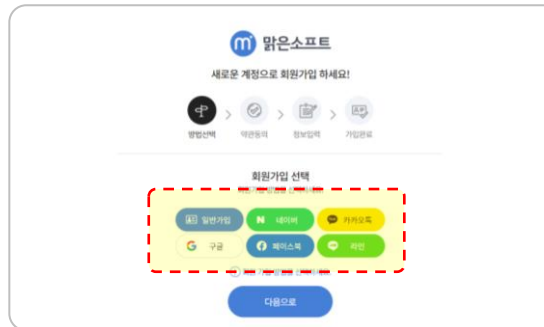 맑은소프트
새로운 계정으로 회원가입 하세요!
방법선택 약관동의 정보입력 가입완료
회원가입 선택
일반가입 네이버 카카오톡
구글 페이스북 라인
다음으로